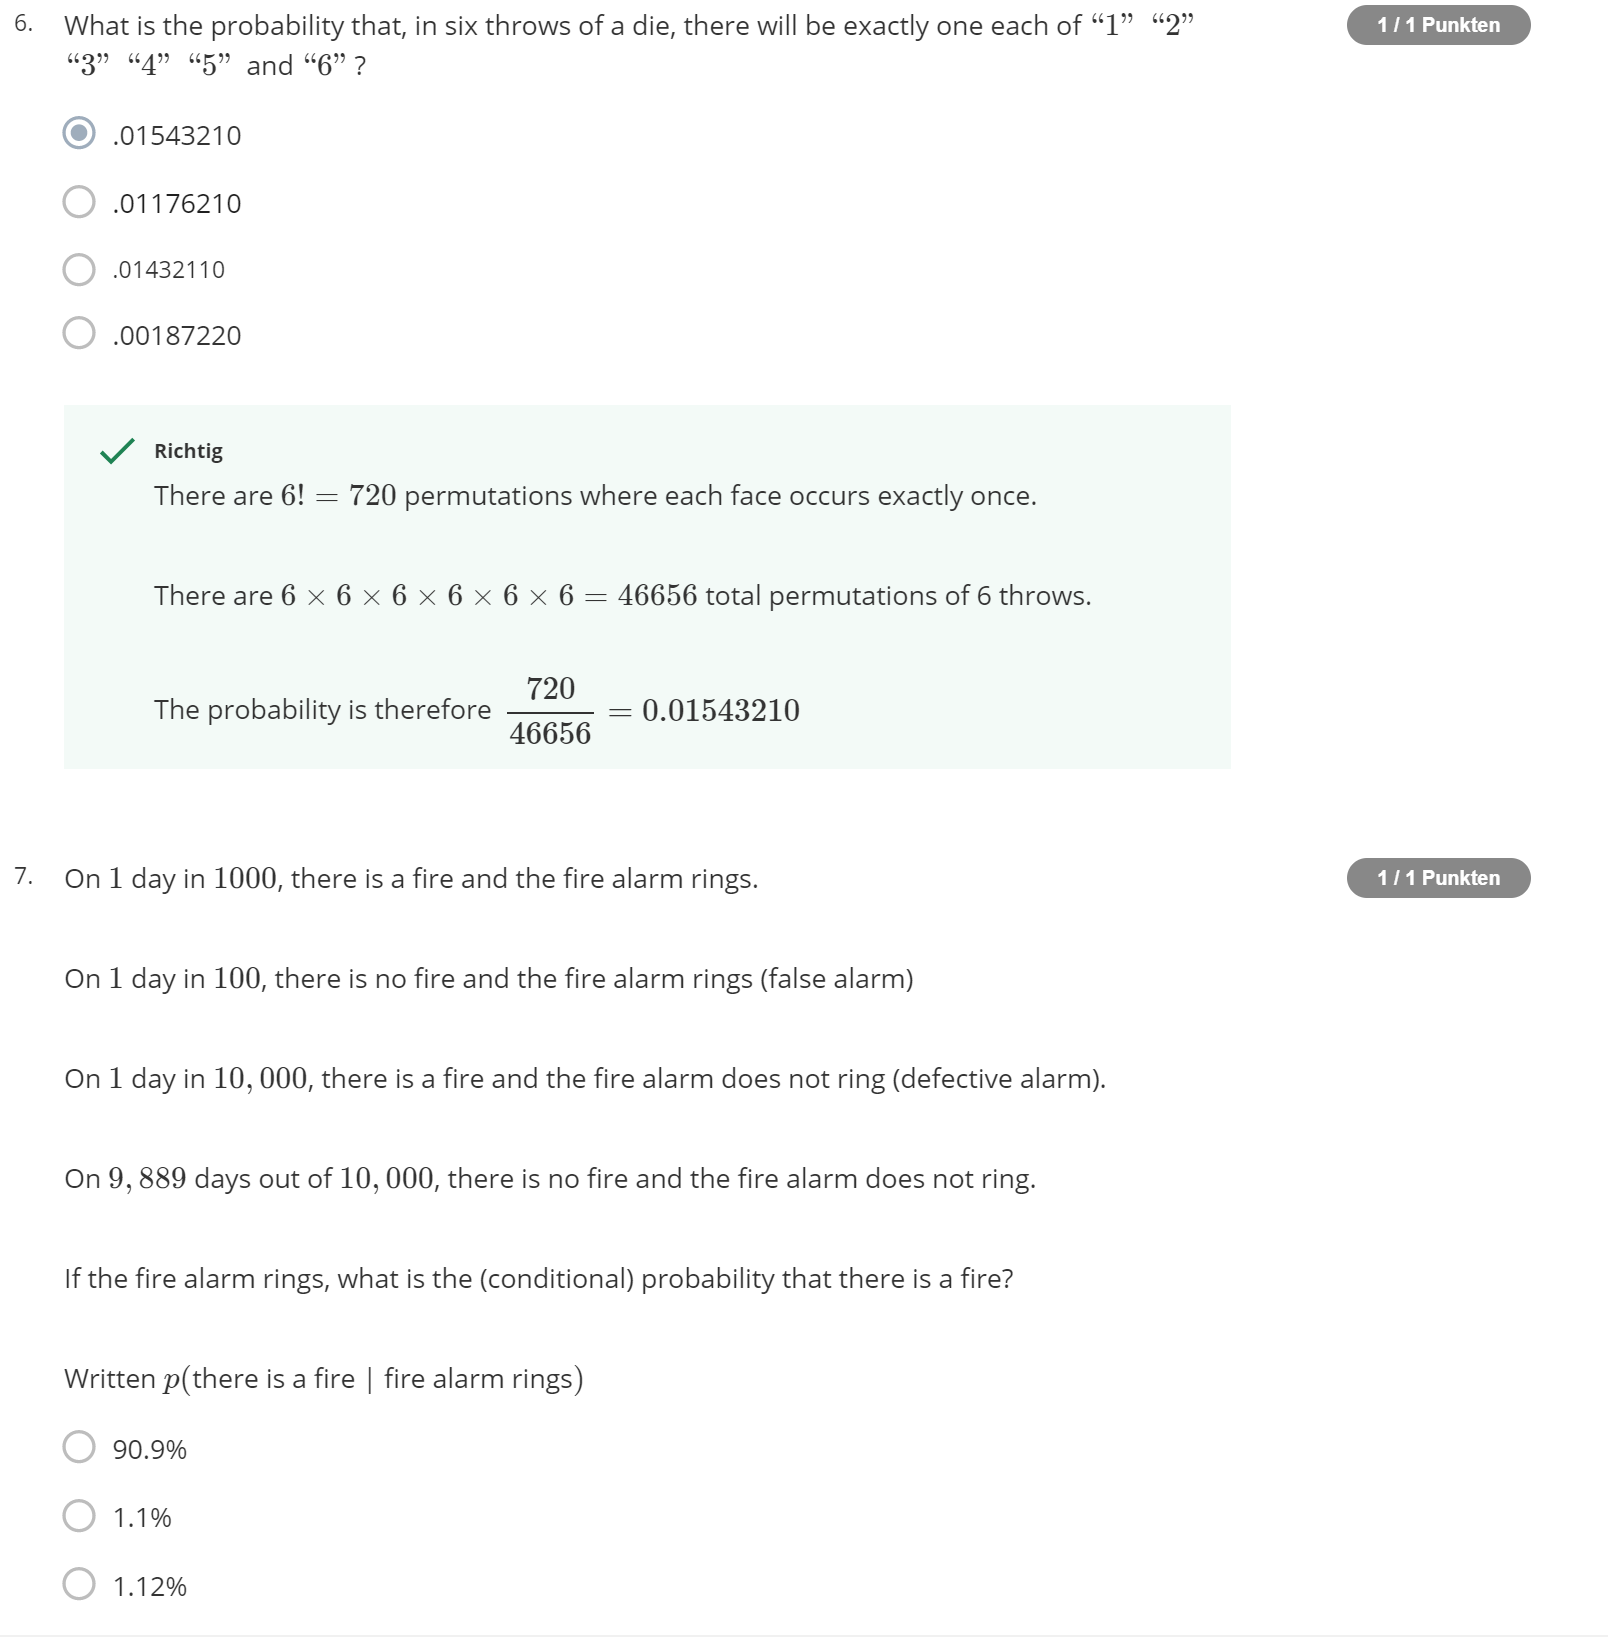 6. What is the probability that, in six throws of a die, there will be exactly one each of “1” “2” 1 / 1 Punkten
“3” “4” “5” and “6” ?
.01543210
.01176210
.01432110
.00187220
Richtig
There are 6! = 720 permutations where each face occurs exactly once.
There are 6 × 6 × 6 × 6 × 6 × 6 = 46656 total permutations of 6 throws.
The probability is therefore 720/46656 = 0.01543210
7. On 1 day in 1000, there is a fire and the fire alarm rings. 1 / 1 Punkten
On 1 day in 100, there is no fire and the fire alarm rings (false alarm)
On 1 day in 10, 000, there is a fire and the fire alarm does not ring (defective alarm).
On 9, 889 days out of 10, 000, there is no fire and the fire alarm does not ring.
If the fire alarm rings, what is the (conditional) probability that there is a fire?
Written p(there is a fire | fire alarm rings)
90.9%
1.1%
1.12%